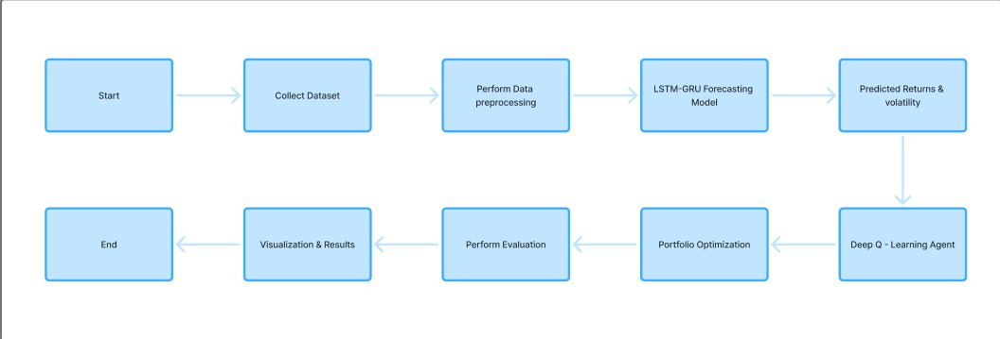 Start
Collect Dataset
Perform Data
preprocessing
LSTM-GRU Forecasting
Model
Predicted Returns &
volatility
Deep Q - Learning Agent
Portfolio Optimization
Perform Evaluation
Visualization & Results
End